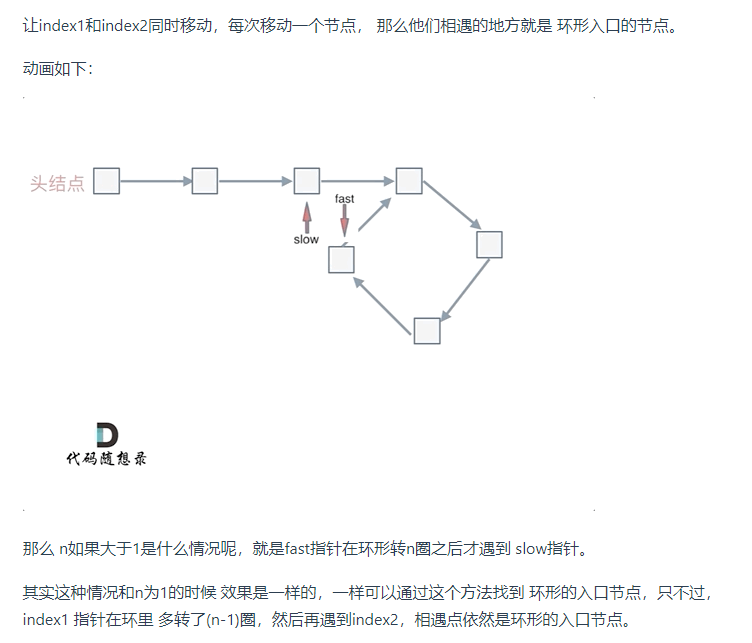 让index1和index2同时移动，每次移动一个节点， 那么他们相遇的地方就是 环形入口的节点。
动画如下：
头结点
fast
slow
代码随想录
那么 n如果大于1是什么情况呢，就是fast指针在环形转n圈之后才遇到 slow指针。
其实这种情况和n为1的时候 效果是一样的，一样可以通过这个方法找到 环形的入口节点，只不过，
index1 指针在环里 多转了(n-1)圈，然后再遇到index2，相遇点依然是环形的入口节点。